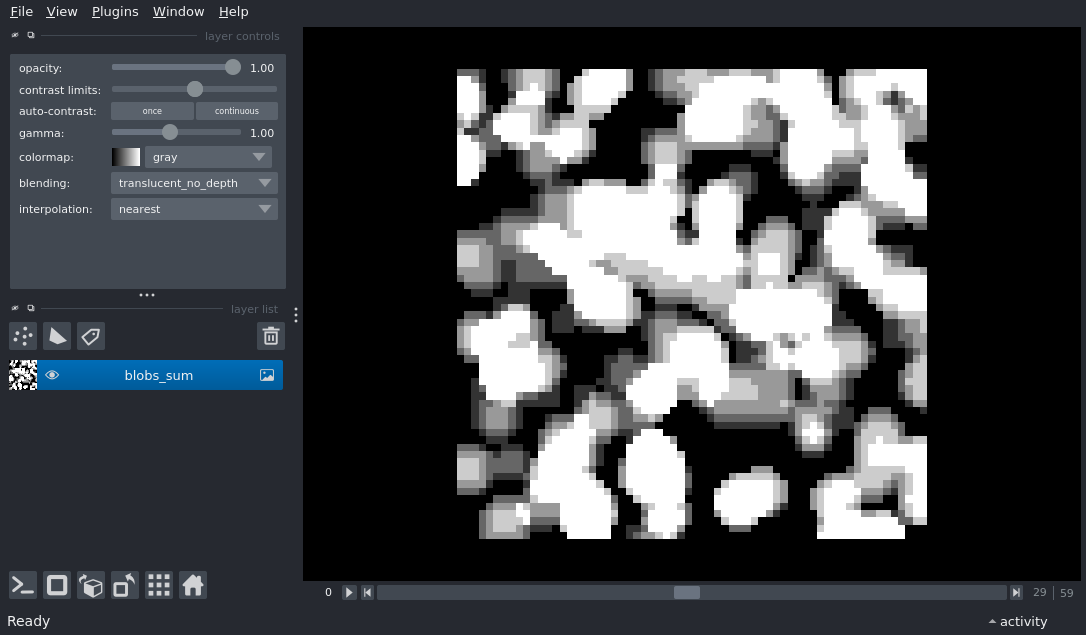 File View Plugins Window Help
layer controls
opacity: 1.00
contrast limits:
auto-contrast: once continuous
gamma: 1.00
colormap: gray
blending: translucent_no_depth
interpolation: nearest
layer list
blobs_sum
0 29 59
Ready activity